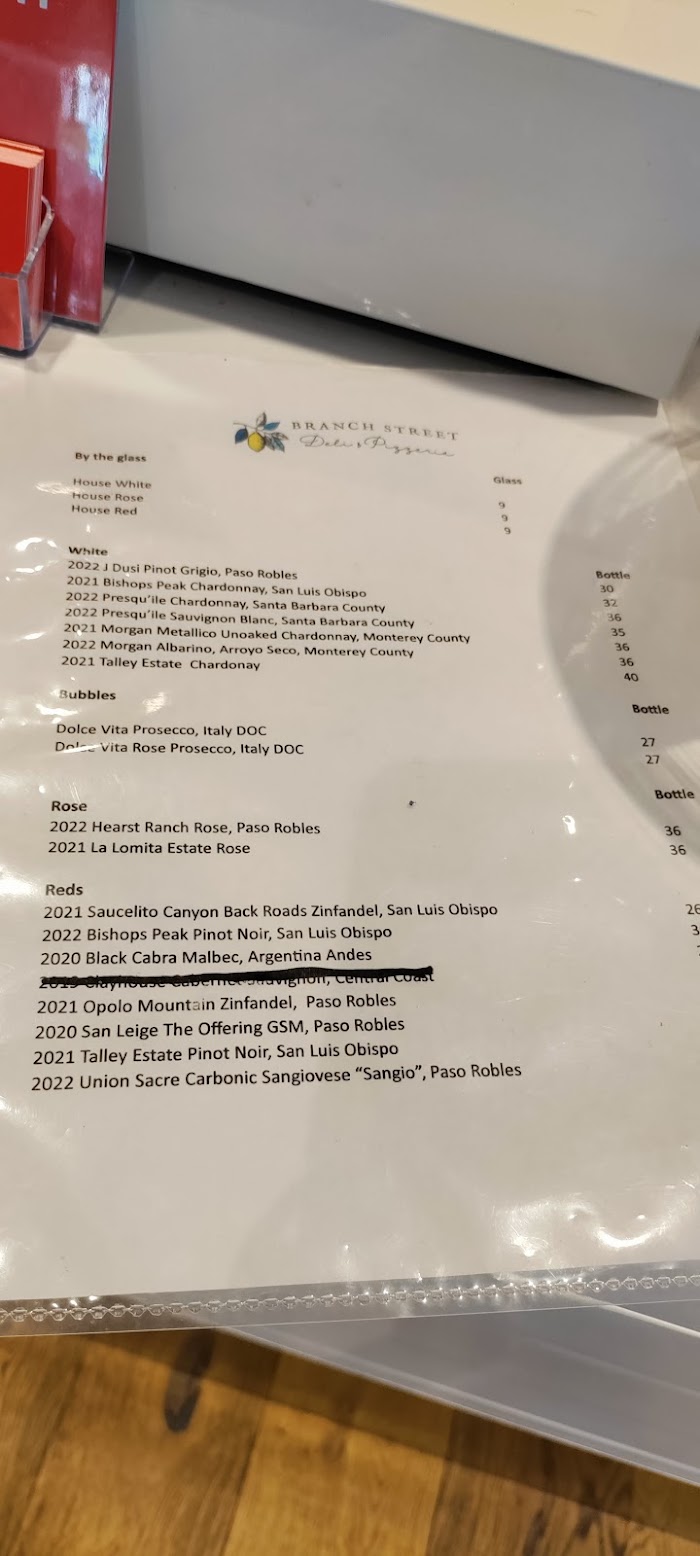 BRANCH STREET
Deli & Pizzeria
By the glass
Glass
House White 9
House Rose 9
House Red 9
White
Bottle
2022 J Dusi Pinot Grigio, Paso Robles 30
2021 Bishops Peak Chardonnay, San Luis Obispo 32
2022 Presqu'ile Chardonnay, Santa Barbara County 36
2022 Presqu'ile Sauvignon Blanc, Santa Barbara County 35
2021 Morgan Metallico Unoaked Chardonnay, Monterey County 36
2022 Morgan Albarino, Arroyo Seco, Monterey County 36
2021 Talley Estate Chardonay 40
Bubbles
Bottle
Dolce Vita Prosecco, Italy DOC 27
Dolce Vita Rose Prosecco, Italy DOC 27
Rose
Bottle
2022 Hearst Ranch Rose, Paso Robles 36
2021 La Lomita Estate Rose 36
Reds
2021 Saucelito Canyon Back Roads Zinfandel, San Luis Obispo 26
2022 Bishops Peak Pinot Noir, San Luis Obispo
2020 Black Cabra Malbec, Argentina Andes
2019 Clayhouse Cabernet Sauvignon, Central Coast
2021 Opolo Mountain Zinfandel, Paso Robles
2020 San Leige The Offering GSM, Paso Robles
2021 Talley Estate Pinot Noir, San Luis Obispo
2022 Union Sacre Carbonic Sangiovese "Sangio", Paso Robles